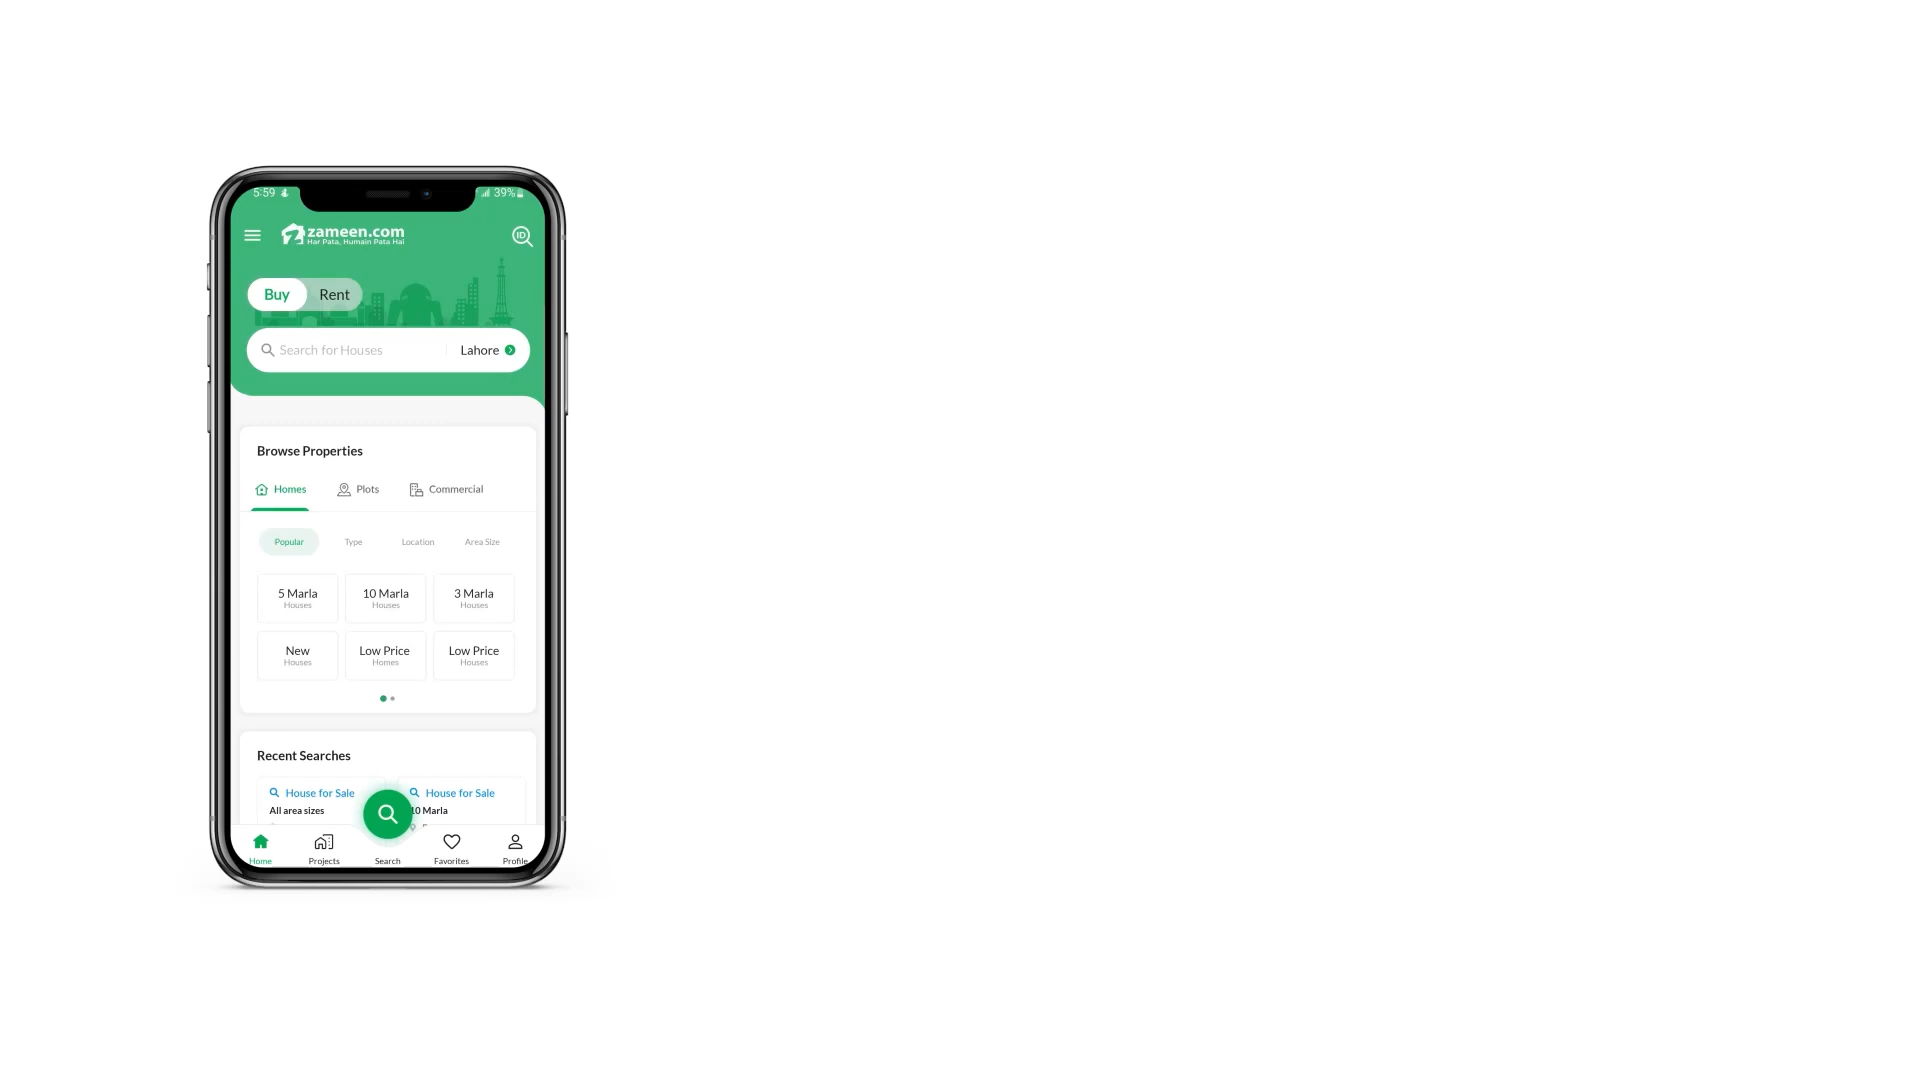 5:59
39%
zameen.com
Har Pata, Humain Pata Hai
ID
Buy Rent
Search for Houses Lahore
Browse Properties
Homes Plots Commercial
Popular Type Location Area Size
5 Marla 10 Marla 3 Marla
Houses Houses Houses
New Low Price Low Price
Houses Homes Houses
Recent Searches
House for Sale House for Sale
All area sizes 10 Marla
Home Projects Search Favorites Profile